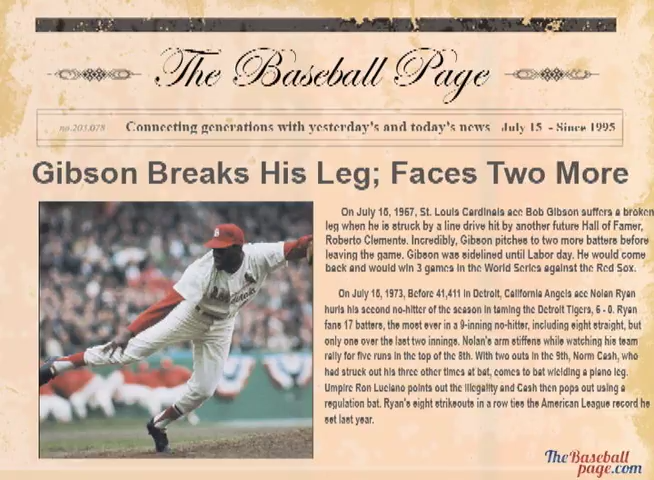 The Baseball Page
no.205,078 Connecting generations with yesterday's and today's news July 15 - Since 1995
Gibson Breaks His Leg; Faces Two More
On July 15, 1967, St. Louis Cardinals ace Bob Gibson suffers a broken
leg when he is struck by a line drive hit by another future Hall of Famer,
Roberto Clemente. Incredibly, Gibson pitches to two more batters before
leaving the game. Gibson was sidelined until Labor day. He would come
back and would win 3 games in the World Series against the Red Sox.
On July 15, 1973, Before 41,411 in Detroit, California Angels ace Nolan Ryan
hurls his second no-hitter of the season in taming the Detroit Tigers, 6 - 0. Ryan
fans 17 batters, the most ever in a 9-inning no-hitter, including eight straight, but
only one over the last two innings. Nolan's arm stiffens while watching his team
rally for five runs in the top of the 8th. With two outs in the 9th, Norm Cash, who
had struck out his three other times at bat, comes to bat wielding a piano leg.
Umpire Ron Luciano points out the illegality and Cash then pops out using a
regulation bat. Ryan's eight strikeouts in a row ties the American League record he
set last year.
Cardinals
TheBaseball
page.com